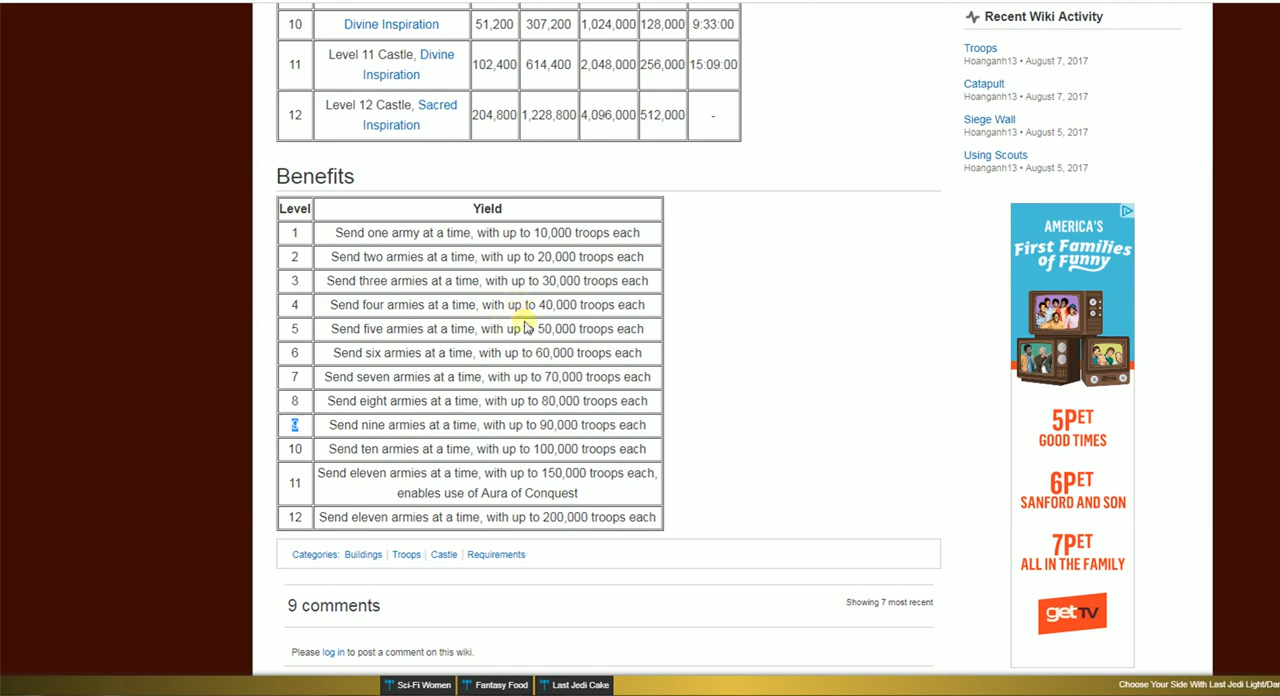 10 Divine Inspiration 51,200 307,200 1,024,000 128,000 9:33:00
11 Level 11 Castle, Divine Inspiration 102,400 614,400 2,048,000 256,000 15:09:00
12 Level 12 Castle, Sacred Inspiration 204,800 1,228,800 4,096,000 512,000 -
Benefits
Level Yield
1 Send one army at a time, with up to 10,000 troops each
2 Send two armies at a time, with up to 20,000 troops each
3 Send three armies at a time, with up to 30,000 troops each
4 Send four armies at a time, with up to 40,000 troops each
5 Send five armies at a time, with up to 50,000 troops each
6 Send six armies at a time, with up to 60,000 troops each
7 Send seven armies at a time, with up to 70,000 troops each
8 Send eight armies at a time, with up to 80,000 troops each
9 Send nine armies at a time, with up to 90,000 troops each
10 Send ten armies at a time, with up to 100,000 troops each
11 Send eleven armies at a time, with up to 150,000 troops each,
enables use of Aura of Conquest
12 Send eleven armies at a time, with up to 200,000 troops each
Categories: Buildings Troops Castle Requirements
9 comments
Showing 7 most recent
Please log in to post a comment on this wiki.
Recent Wiki Activity
Troops
Hoanganh13 • August 7, 2017
Catapult
Hoanganh13 • August 7, 2017
Siege Wall
Hoanganh13 • August 5, 2017
Using Scouts
Hoanganh13 • August 5, 2017
AMERICA'S
First Families
of Funny
5PET
GOOD TIMES
6PET
SANFORD AND SON
7PET
ALL IN THE FAMILY
getTV
Sci-Fi Women Fantasy Food Last Jedi Cake
Choose Your Side With Last Jedi Light/Dar